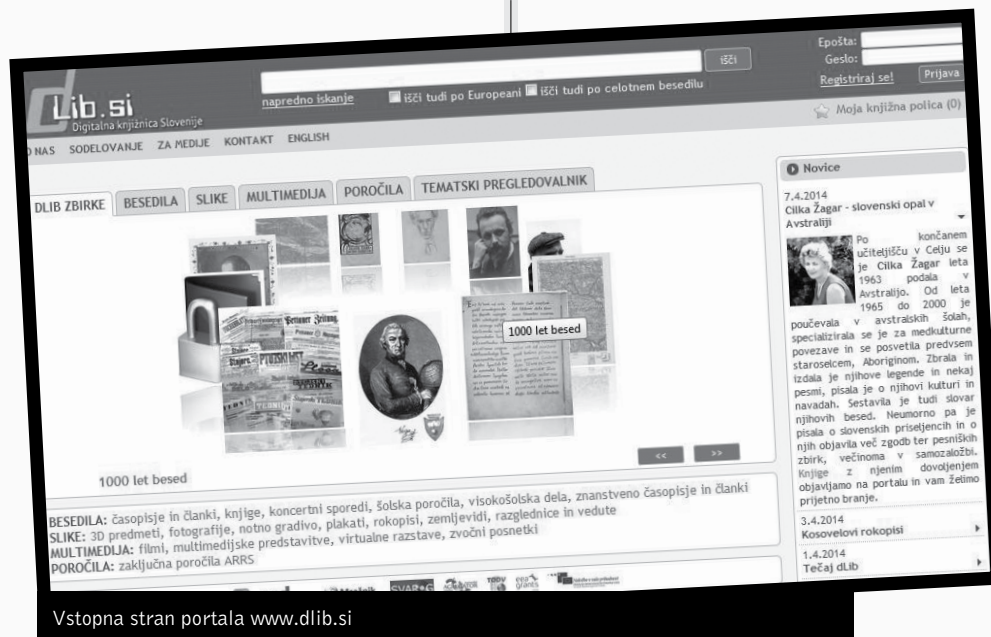 Epošta:
Geslo:
išči
napredno iskanje
išči tudi po Europeani
išči tudi po celotnem besedilu
Registriraj se!
Prijava
dLib.si
Digitalna knjižnica Slovenije
Moja knjižna polica (0)
O NAS SODELOVANJE ZA MEDIJE KONTAKT ENGLISH
DLIB ZBIRKE BESEDILA SLIKE MULTIMEDIJA POROČILA TEMATSKI PREGLEDOVALNIK
1000 let besed
<< >>
1000 let besed
BESEDILA: časopisje in članki, knjige, koncertni sporedi, šolska poročila, visokošolska dela, znanstveno časopisje in članki
SLIKE: 3D predmeti, fotografije, notno gradivo, plakati, rokopisi, zemljevidi, razglednice in vedute
MULTIMEDIJA: filmi, multimedijske predstavitve, virtualne razstave, zvočni posnetki
POROČILA: zaključna poročila ARRS
Novice
7.4.2014
Cilka Žagar - slovenski opal v
Avstraliji
Po končanem
učiteljišču v Celju se
je Cilka Žagar leta
1963 podala v
Avstralijo. Od leta
1965 do 2000 je
poučevala v avstralskih šolah,
specializirala se je za medkulturne
povezave in se posvetila predvsem
staroselcem, Aboriginom. Zbrala in
izdala je njihove legende in nekaj
pesmi, pisala je o njihovi kulturi in
navadah. Sestavila je tudi slovar
njihovih besed. Neumorno pa je
pisala o slovenskih priseljencih in o
njih objavila več zgodb ter pesniških
zbirk, večinoma v samozaložbi.
Knjige z njenim dovoljenjem
objavljamo na portalu in vam želimo
prijetno branje.
3.4.2014
Kosovelovi rokopisi
1.4.2014
Tečaj dLib
Vstopna stran portala www.dlib.si